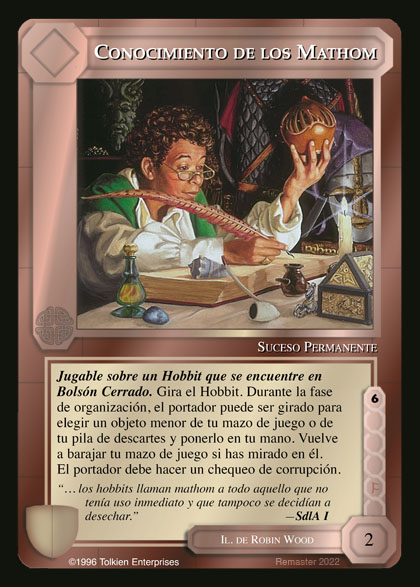 Conocimiento de los Mathom
Suceso Permanente
Jugable sobre un Hobbit que se encuentre en
Bolsón Cerrado. Gira el Hobbit. Durante la fase
de organización, el portador puede ser girado para
elegir un objeto menor de tu mazo de juego o de
tu pila de descartes y ponerlo en tu mano. Vuelve
a barajar tu mazo de juego si has mirado en él.
El portador debe hacer un chequeo de corrupción.
“… los hobbits llaman mathom a todo aquello que no
tenía uso inmediato y que tampoco se decidían a
desechar.” –SdlA I
6
Il. de Robin Wood
2
©1996 Tolkien Enterprises
Remaster 2022